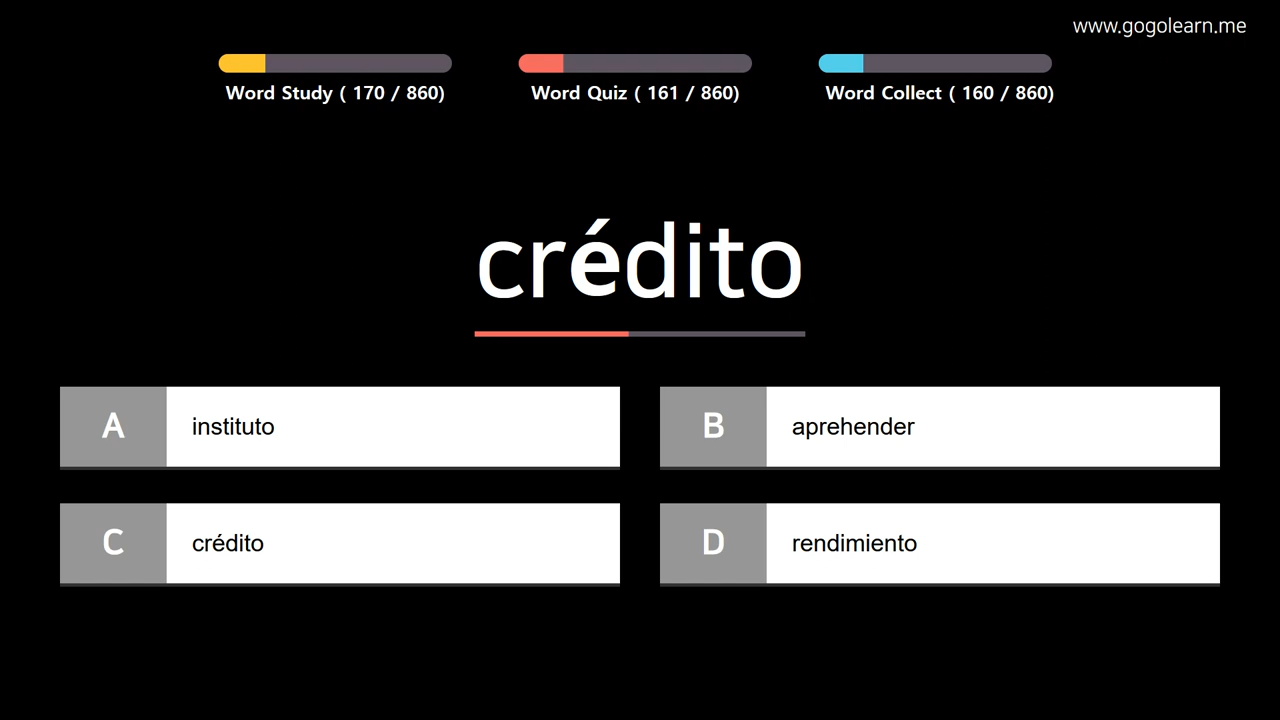 www.gogolearn.me
Word Study ( 170 / 860)
Word Quiz ( 161 / 860)
Word Collect ( 160 / 860)
crédito
A
instituto
B
aprehender
C
crédito
D
rendimiento